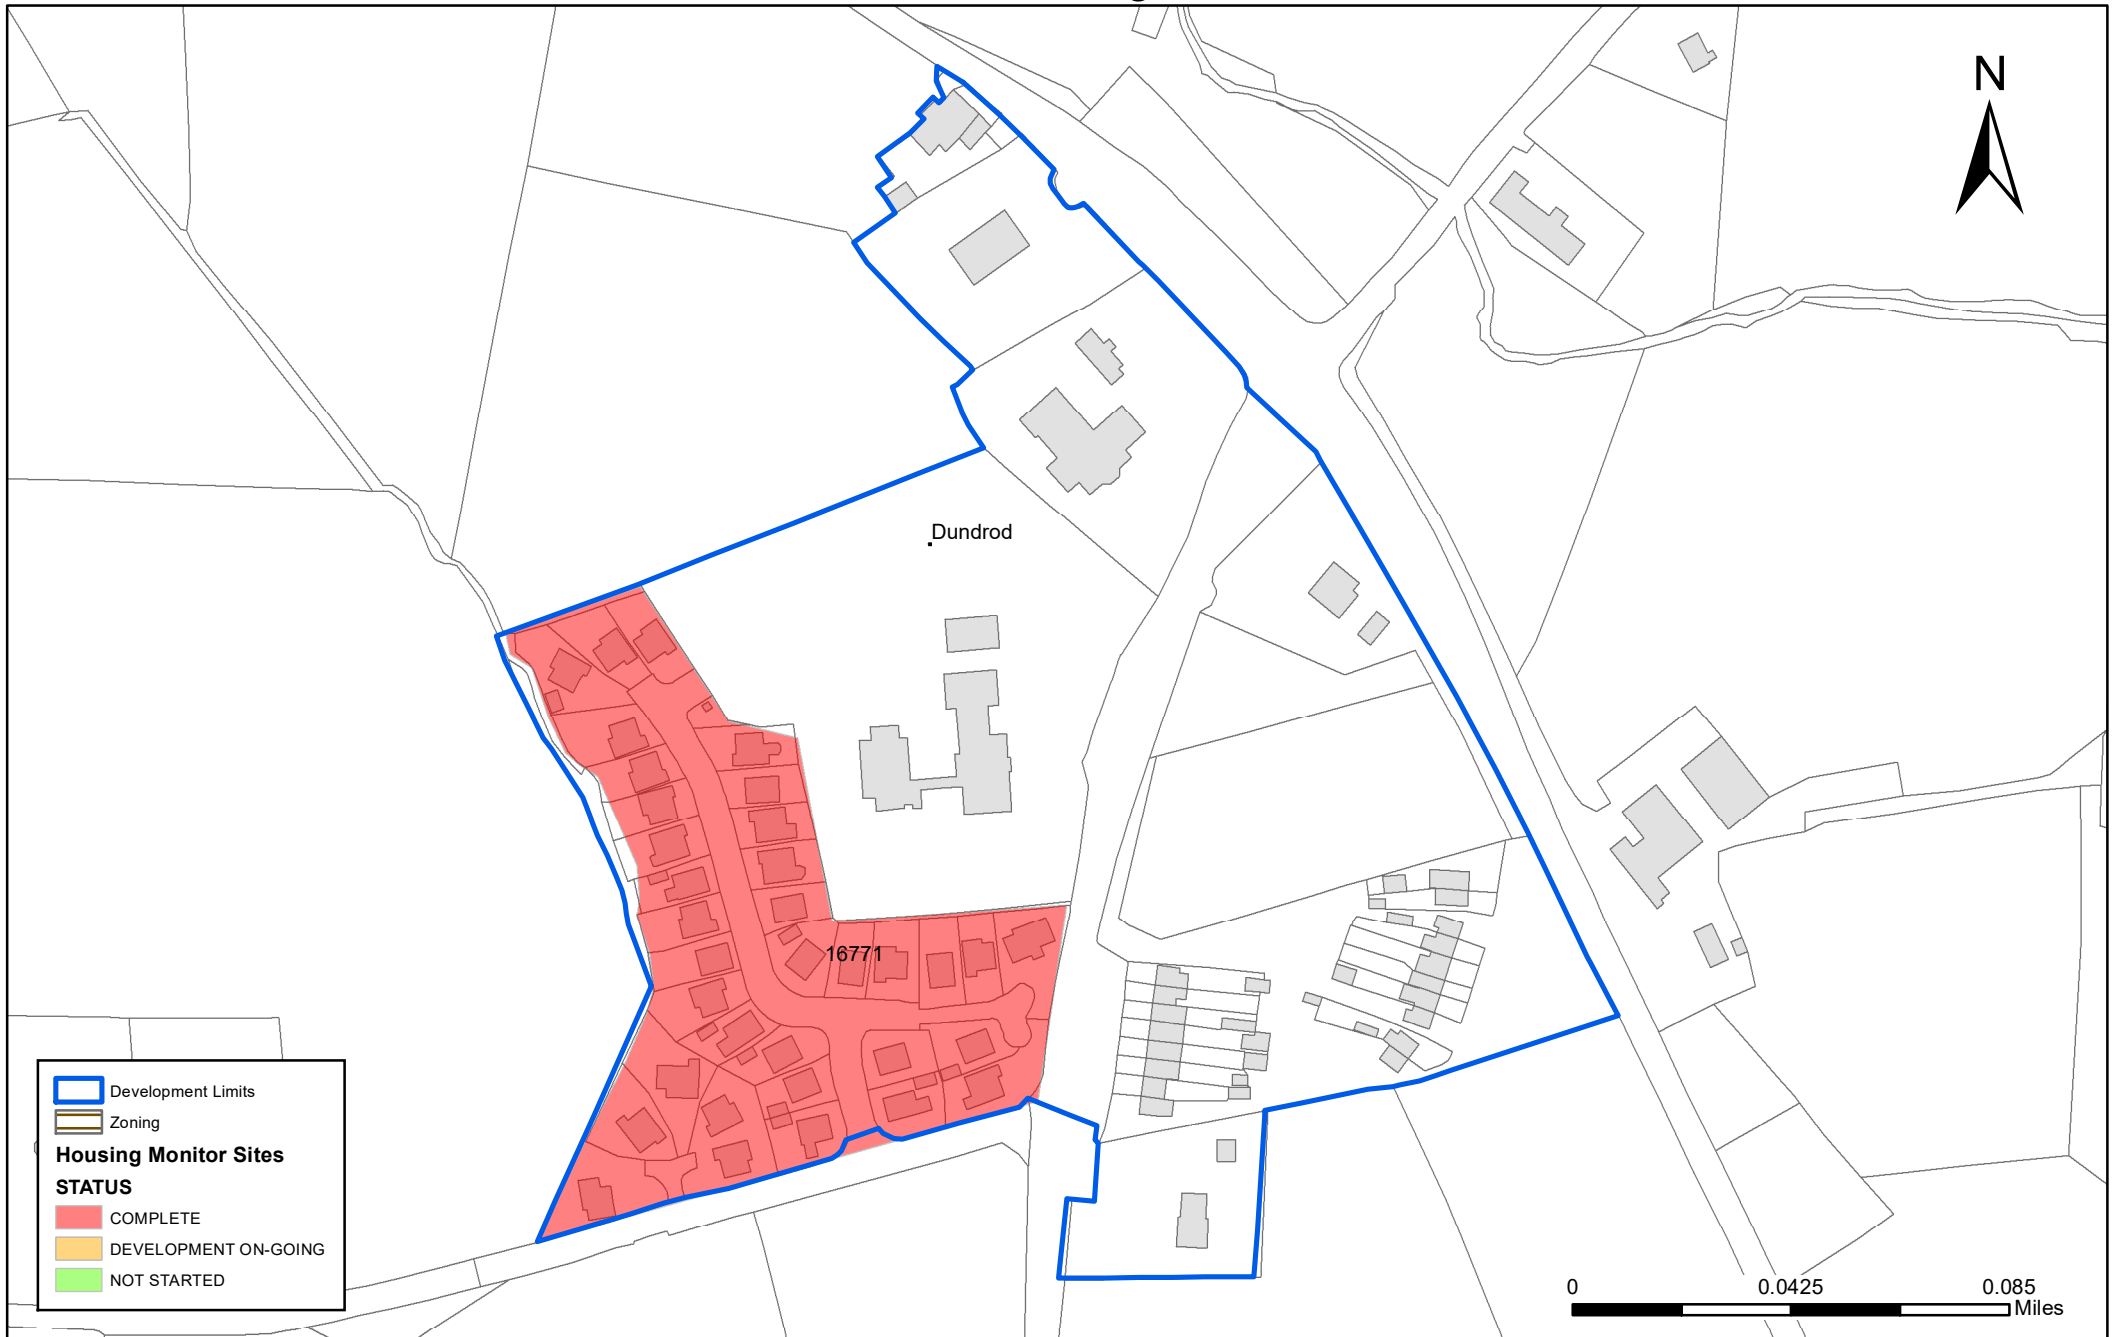 N
Dundrod
16771
Development Limits
Zoning
Housing Monitor Sites
STATUS
COMPLETE
DEVELOPMENT ON-GOING
NOT STARTED
0 0.0425 0.085
Miles